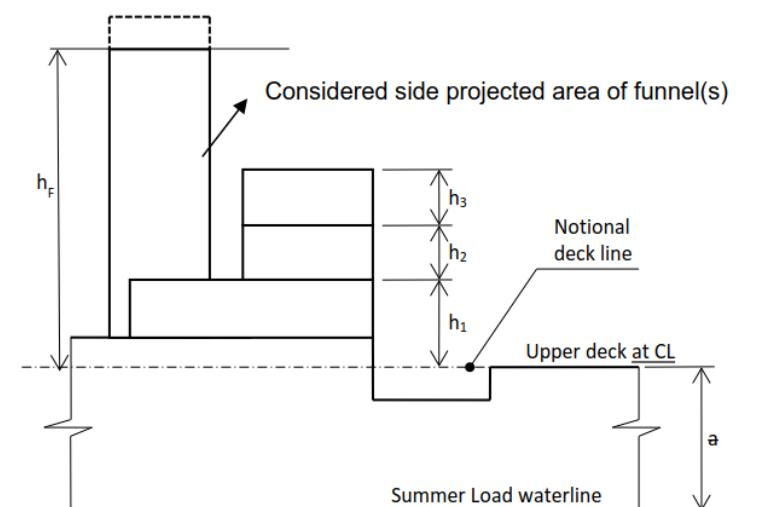 Considered side projected area of funnel(s)
hF
h3
h2
h1
Notional
deck line
Upper deck at CL
a
Summer Load waterline